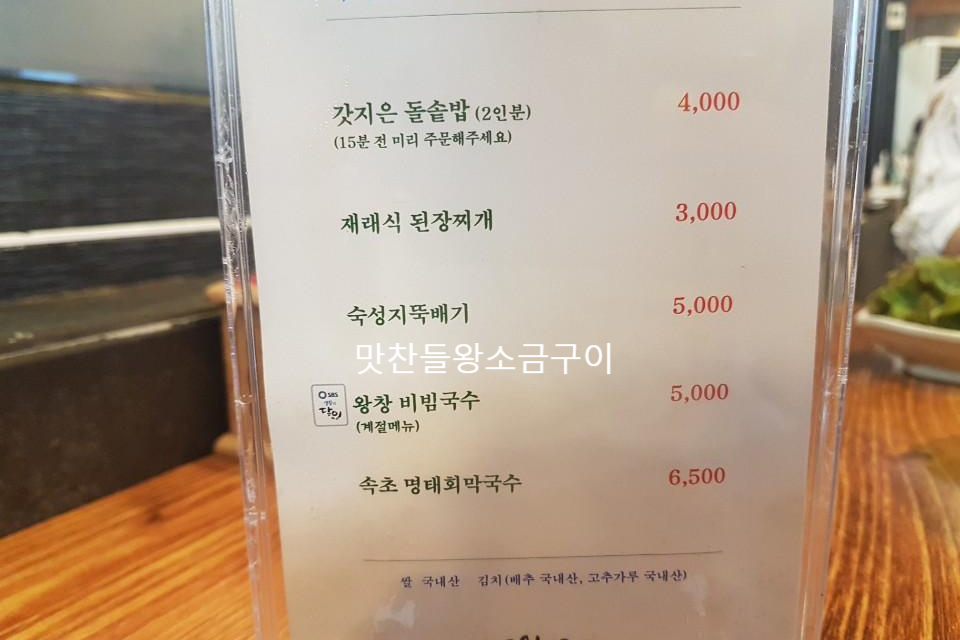 갓지은 돌솥밥 (2인분) 4,000
(15분 전 미리 주문해주세요)
재래식 된장찌개 3,000
숙성지뚝배기 5,000
맛찬들왕소금구이
SBS
달인
왕창 비빔국수 5,000
(계절메뉴)
속초 명태회막국수 6,500
쌀 국내산 김치(배추 국내산, 고추가루 국내산)